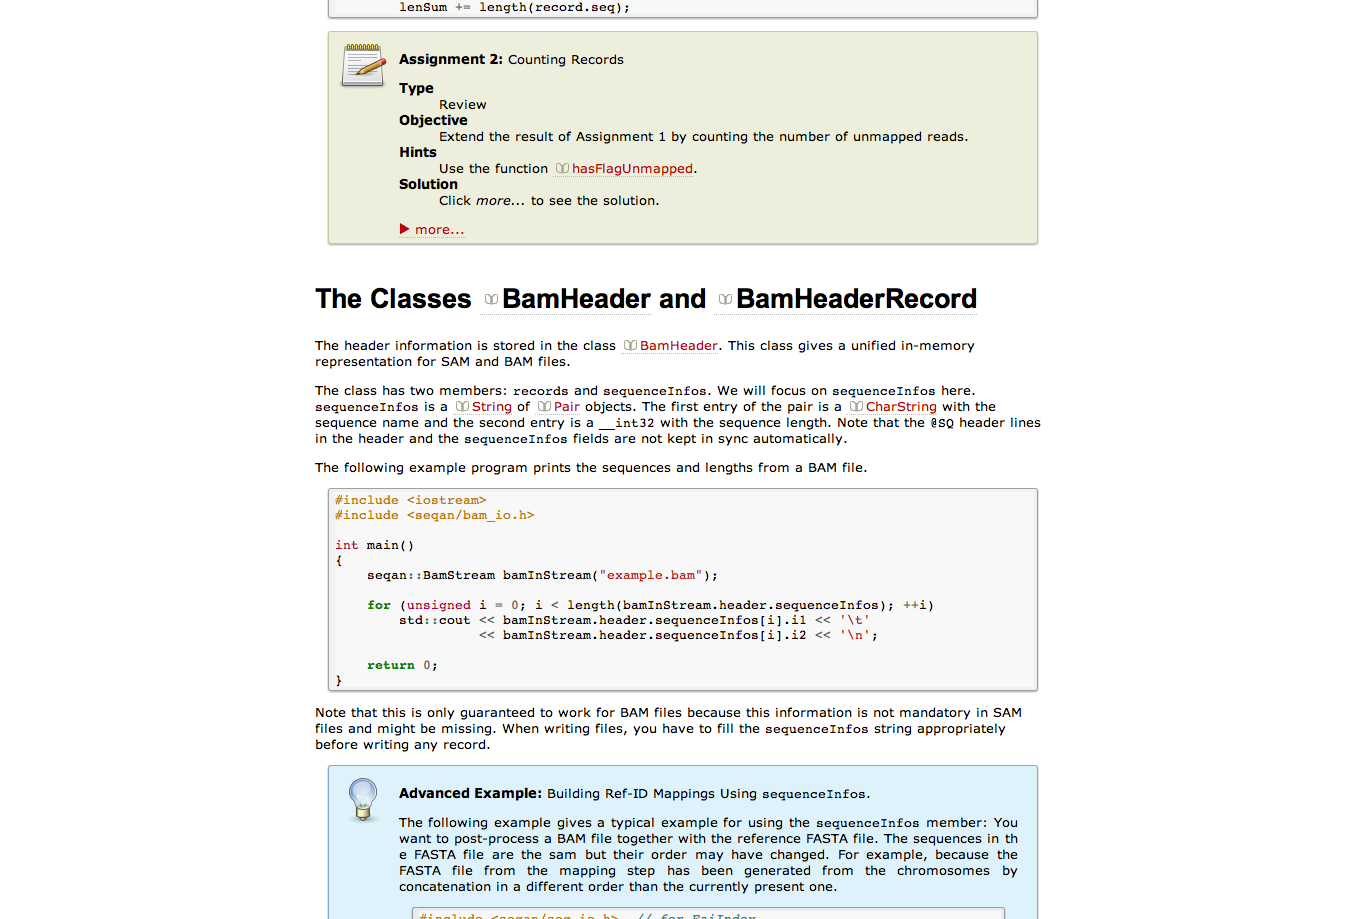 lenSum += length(record.seq);
Assignment 2: Counting Records
Type
Review
Objective
Extend the result of Assignment 1 by counting the number of unmapped reads.
Hints
Use the function hasFlagUnmapped.
Solution
Click more... to see the solution.
more...
The Classes BamHeader and BamHeaderRecord
The header information is stored in the class BamHeader. This class gives a unified in-memory
representation for SAM and BAM files.
The class has two members: records and sequenceInfos. We will focus on sequenceInfos here.
sequenceInfos is a String of Pair objects. The first entry of the pair is a CharString with the
sequence name and the second entry is a __int32 with the sequence length. Note that the @SQ header lines
in the header and the sequenceInfos fields are not kept in sync automatically.
The following example program prints the sequences and lengths from a BAM file.
#include <iostream>
#include <seqan/bam_io.h>
int main()
{
seqan::BamStream bamInStream("example.bam");
for (unsigned i = 0; i < length(bamInStream.header.sequenceInfos); ++i)
std::cout << bamInStream.header.sequenceInfos[i].i1 << '\t'
<< bamInStream.header.sequenceInfos[i].i2 << '\n';
return 0;
}
Note that this is only guaranteed to work for BAM files because this information is not mandatory in SAM
files and might be missing. When writing files, you have to fill the sequenceInfos string appropriately
before writing any record.
Advanced Example: Building Ref-ID Mappings Using sequenceInfos.
The following example gives a typical example for using the sequenceInfos member: You
want to post-process a BAM file together with the reference FASTA file. The sequences in th
e FASTA file are the sam but their order may have changed. For example, because the
FASTA file from the mapping step has been generated from the chromosomes by
concatenation in a different order than the currently present one.
#include <seqan/seq_io.h> // for FaiIndex